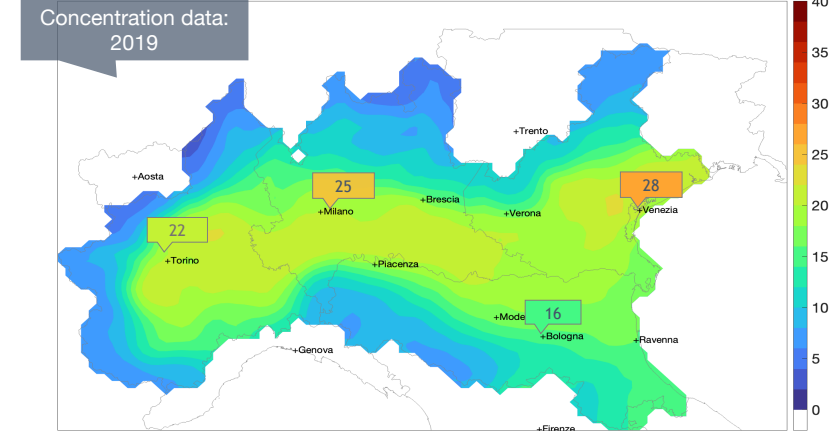 Concentration data:
2019
40
35
30
25
20
15
10
5
0
+Trento
+Aosta
25
28
+Brescia
+Milano
+Verona
+Venezia
22
+Torino
+Piacenza
16
+Mode
+Bologna
+Ravenna
+Genova
+Firenze